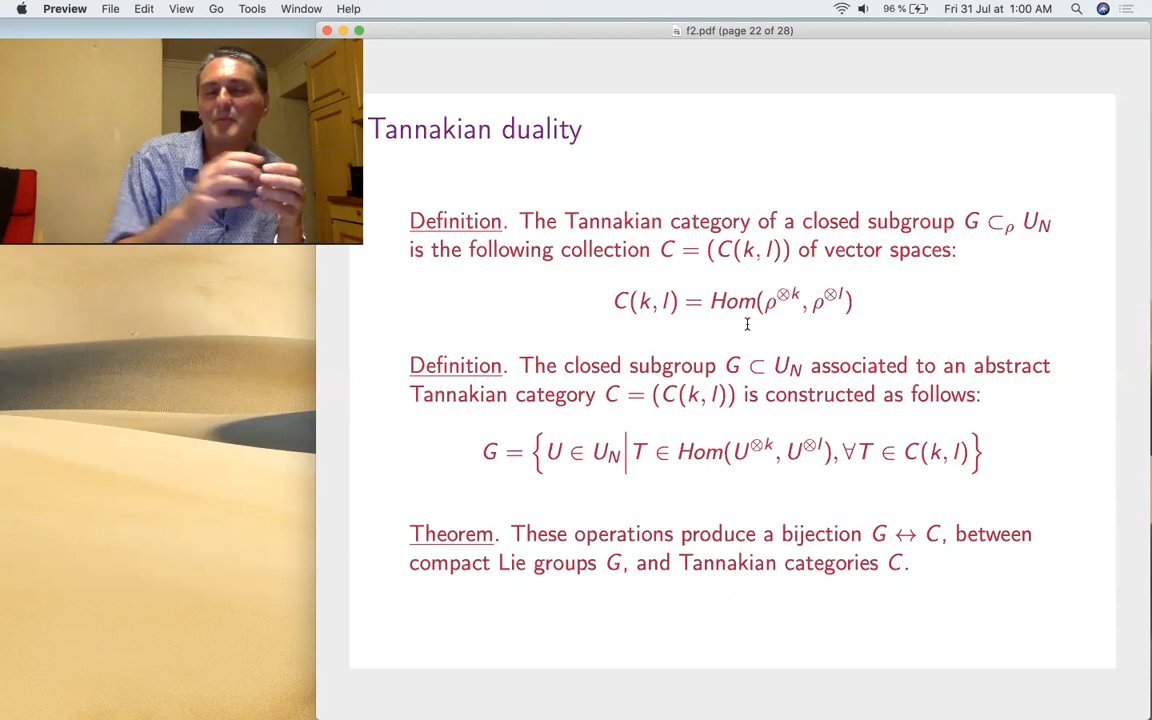 Preview File Edit View Go Tools Window Help 96 % Fri 31 Jul at 1:00 AM
f2.pdf (page 22 of 28)
Tannakian duality
Definition. The Tannakian category of a closed subgroup G ⊂ρ U_N
is the following collection C = (C(k, l)) of vector spaces:
C(k, l) = Hom(ρ^{⊗k}, ρ^{⊗l})
Definition. The closed subgroup G ⊂ U_N associated to an abstract
Tannakian category C = (C(k, l)) is constructed as follows:
G = {U ∈ U_N | T ∈ Hom(U^{⊗k}, U^{⊗l}), ∀T ∈ C(k, l)}
Theorem. These operations produce a bijection G ↔ C, between
compact Lie groups G, and Tannakian categories C.